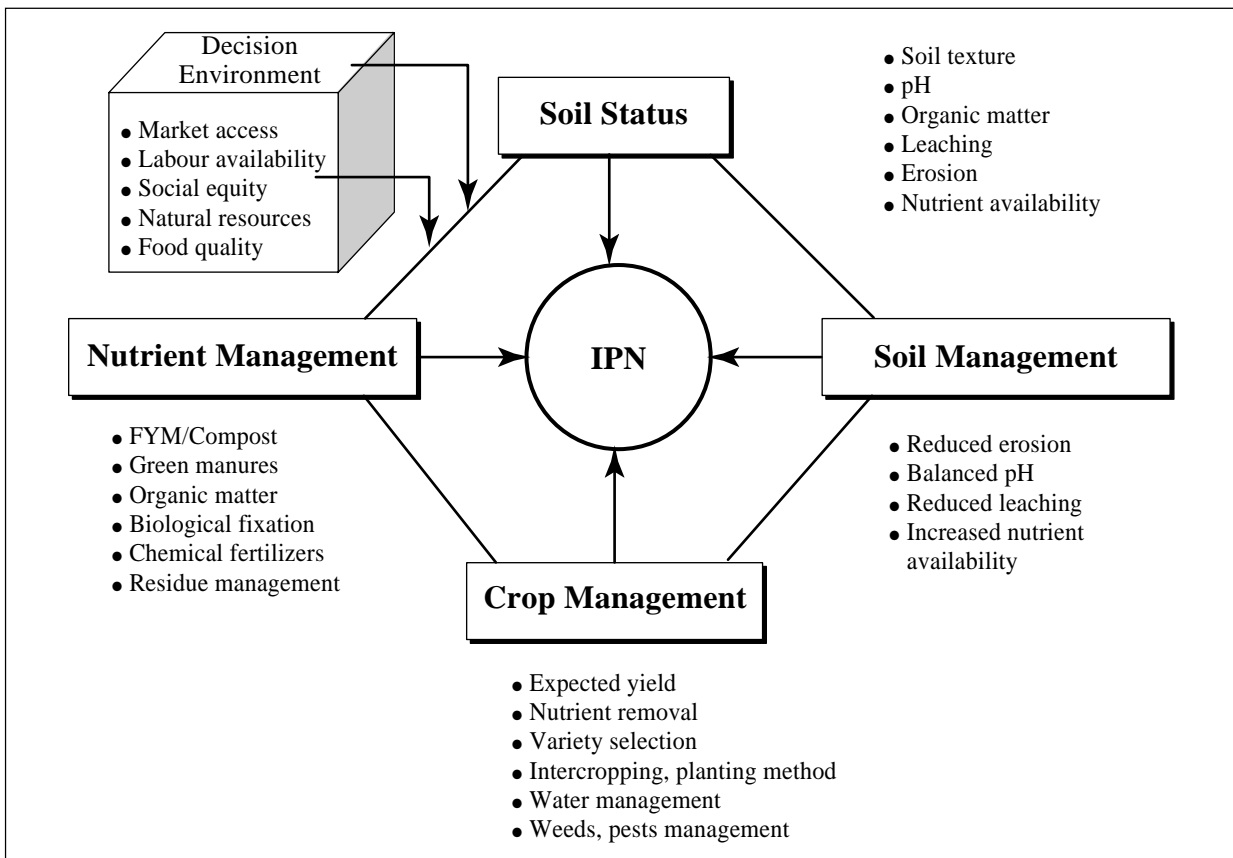 Decision
Environment
● Market access
● Labour availability
● Social equity
● Natural resources
● Food quality
Soil Status
● Soil texture
● pH
● Organic matter
● Leaching
● Erosion
● Nutrient availability
Nutrient Management
IPN
Soil Management
● FYM/Compost
● Green manures
● Organic matter
● Biological fixation
● Chemical fertilizers
● Residue management
● Reduced erosion
● Balanced pH
● Reduced leaching
● Increased nutrient
availability
Crop Management
● Expected yield
● Nutrient removal
● Variety selection
● Intercropping, planting method
● Water management
● Weeds, pests management